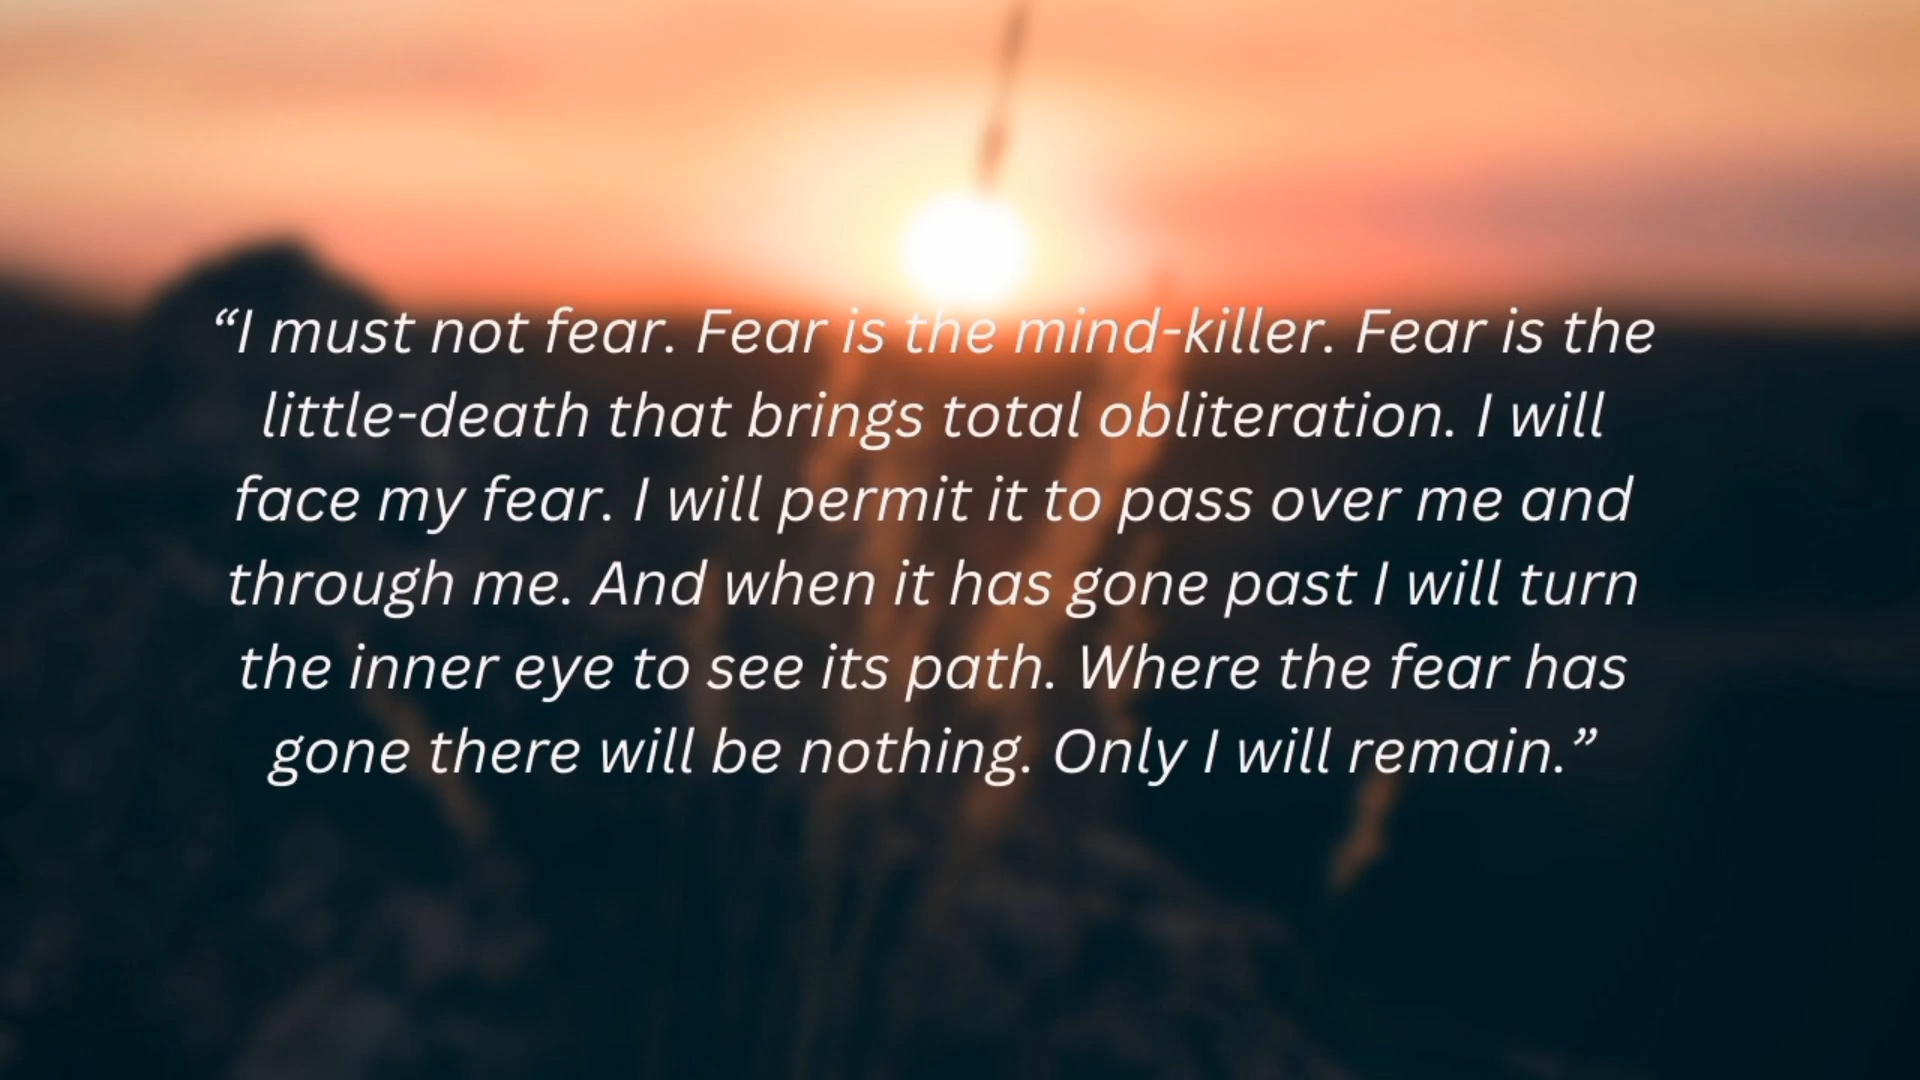 “I must not fear. Fear is the mind-killer. Fear is the
little-death that brings total obliteration. I will
face my fear. I will permit it to pass over me and
through me. And when it has gone past I will turn
the inner eye to see its path. Where the fear has
gone there will be nothing. Only I will remain.”